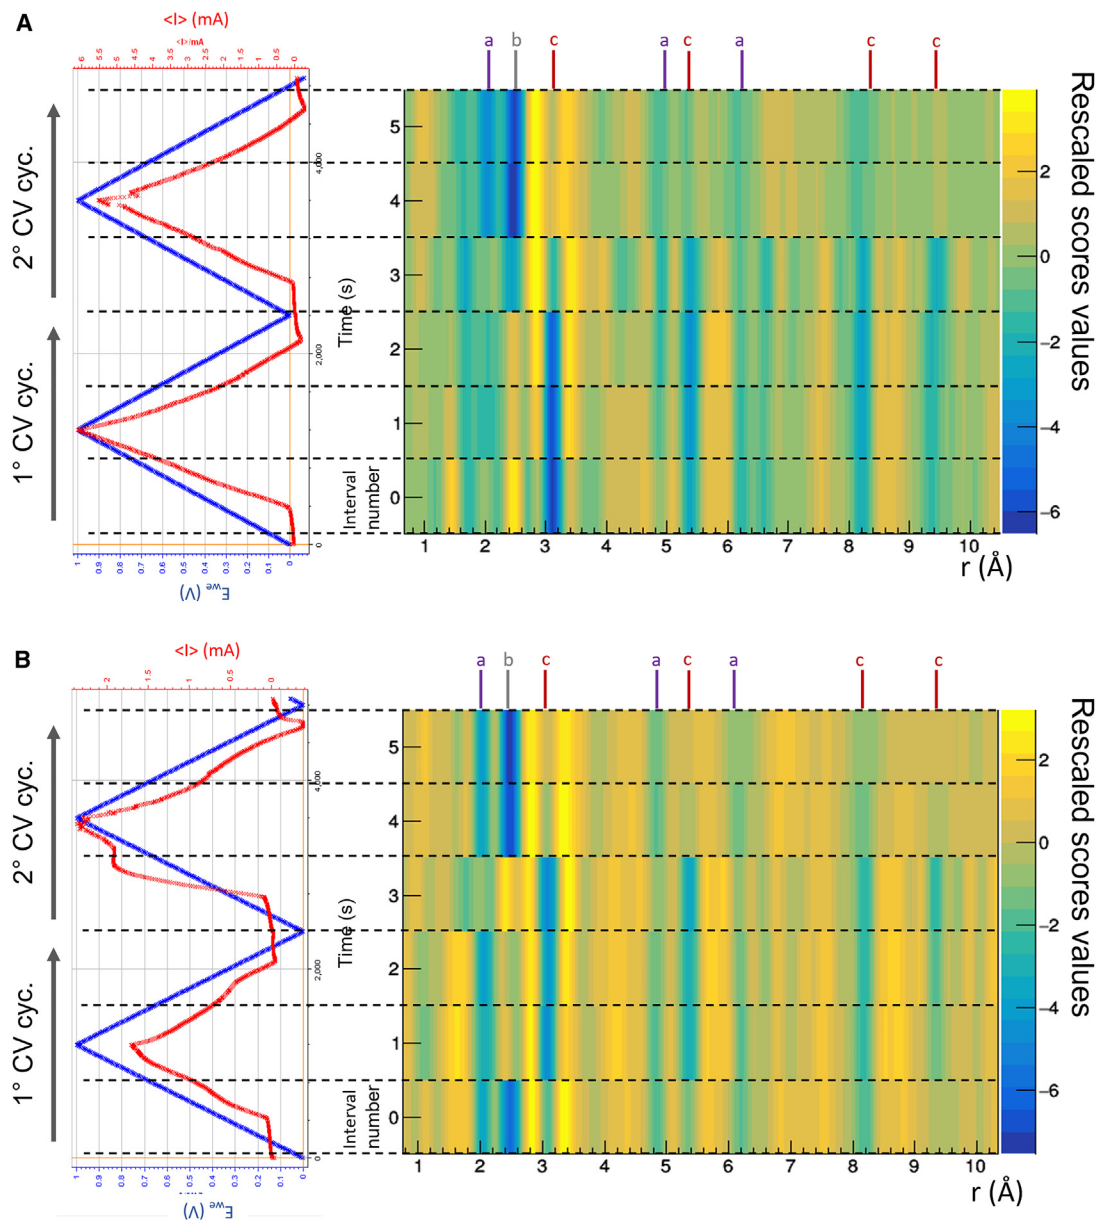 A
<I> (mA)
<I>/mA
6 5.5 5 4.5 4 3.5 3 2.5 2 1.5 1 0.5 0
a b c a c a c c
2° CV cyc.
1° CV cyc.
4,000
2,000
0
Time (s)
Interval number
5
4
3
2
1
0
1 2 3 4 5 6 7 8 9 10
r (Å)
2
0
−2
−4
−6
Rescaled scores values
1 0.9 0.8 0.7 0.6 0.5 0.4 0.3 0.2 0.1 0
Ewe (V)
B
<I> (mA)
2 1.5 1 0.5 0
a b c a c a c c
2° CV cyc.
1° CV cyc.
4,000
2,000
0
Time (s)
Interval number
5
4
3
2
1
0
1 2 3 4 5 6 7 8 9 10
r (Å)
2
0
−2
−4
−6
Rescaled scores values
1 0.9 0.8 0.7 0.6 0.5 0.4 0.3 0.2 0.1 0
Ewe (V)